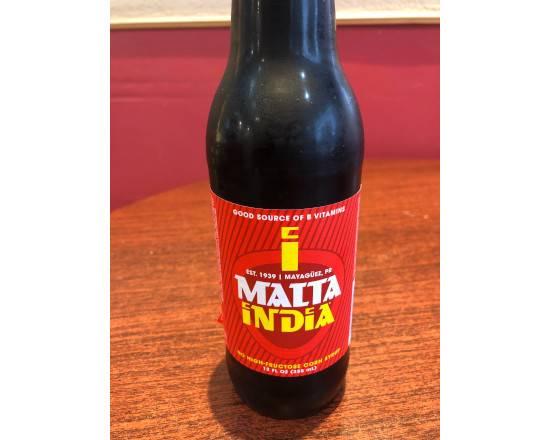 GOOD SOURCE OF B VITAMINS
EST. 1939 | MAYAGÜEZ, PR
MALTA
INDIA
NO HIGH-FRUCTOSE CORN SYRUP
12 FL OZ (355 mL)